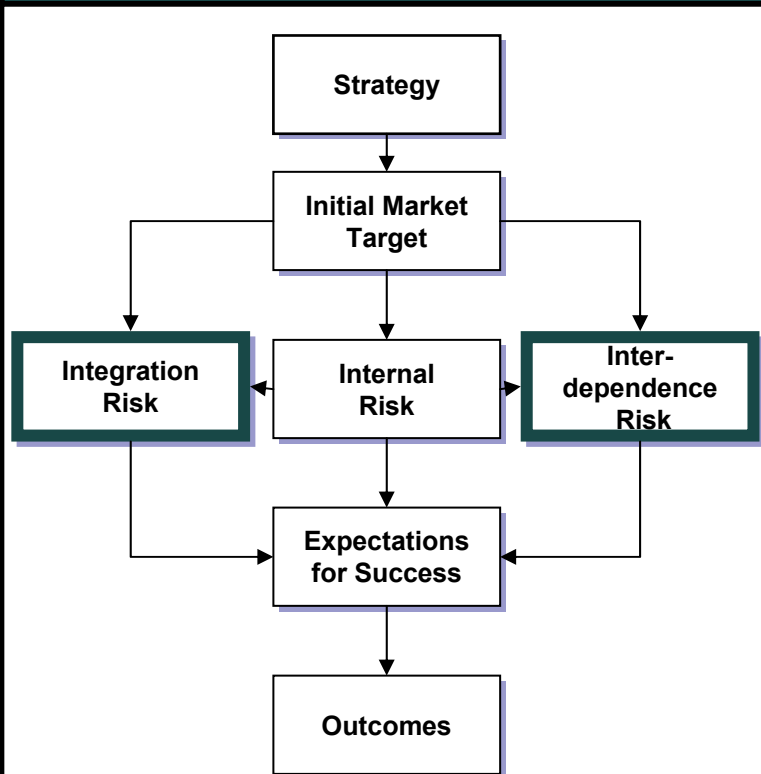 Strategy
Initial Market
Target
Integration
Risk
Internal
Risk
Inter-
dependence
Risk
Expectations
for Success
Outcomes